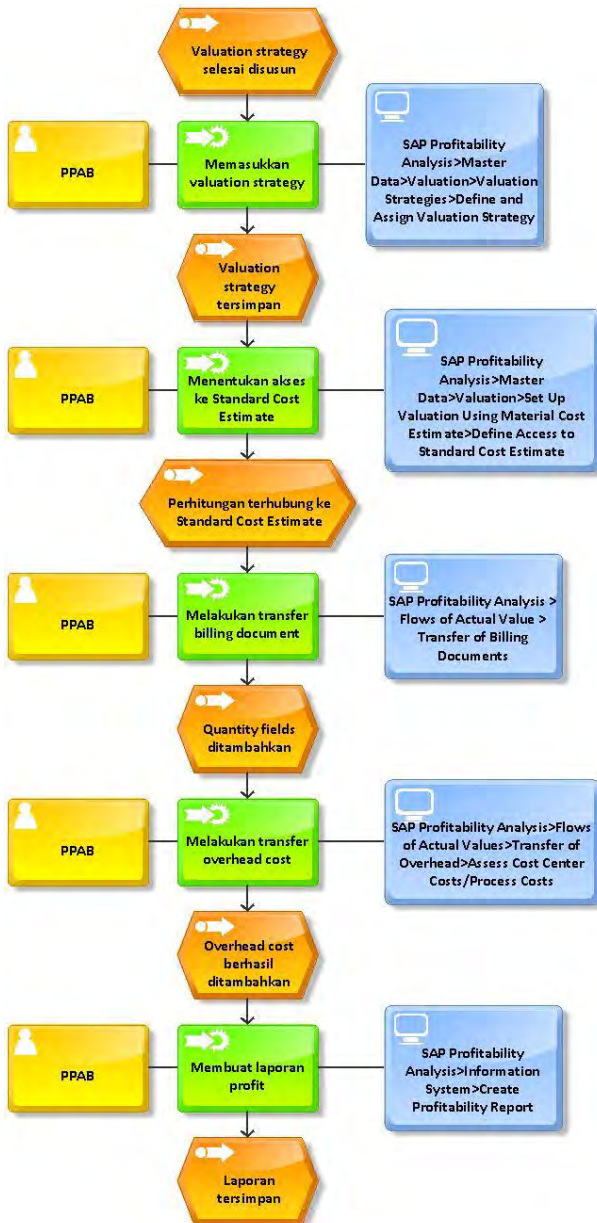 Valuation strategy
selesai disusun
PPAB
Memasukkan
valuation strategy
SAP Profitability
Analysis>Master
Data>Valuation>Valuation
Strategies>Define and
Assign Valuation Strategy
Valuation
strategy
tersimpan
PPAB
Menentukan akses
ke Standard Cost
Estimate
SAP Profitability
Analysis>Master
Data>Valuation>Set Up
Valuation Using Material Cost
Estimate>Define Access to
Standard Cost Estimate
Perhitungan terhubung ke
Standard Cost Estimate
PPAB
Melakukan transfer
billing document
SAP Profitability Analysis >
Flows of Actual Value >
Transfer of Billing
Documents
Quantity fields
ditambahkan
PPAB
Melakukan transfer
overhead cost
SAP Profitability Analysis>Flows
of Actual Values>Transfer of
Overhead>Assess Cost Center
Costs/Process Costs
Overhead cost
berhasil
ditambahkan
PPAB
Membuat laporan
profit
SAP Profitability
Analysis>Information
System>Create
Profitability Report
Laporan
tersimpan